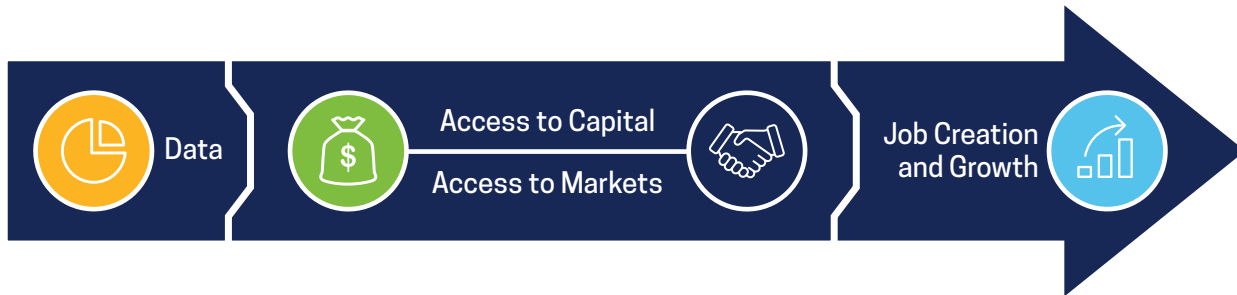 Data
$
Access to Capital
Access to Markets
Job Creation
and Growth